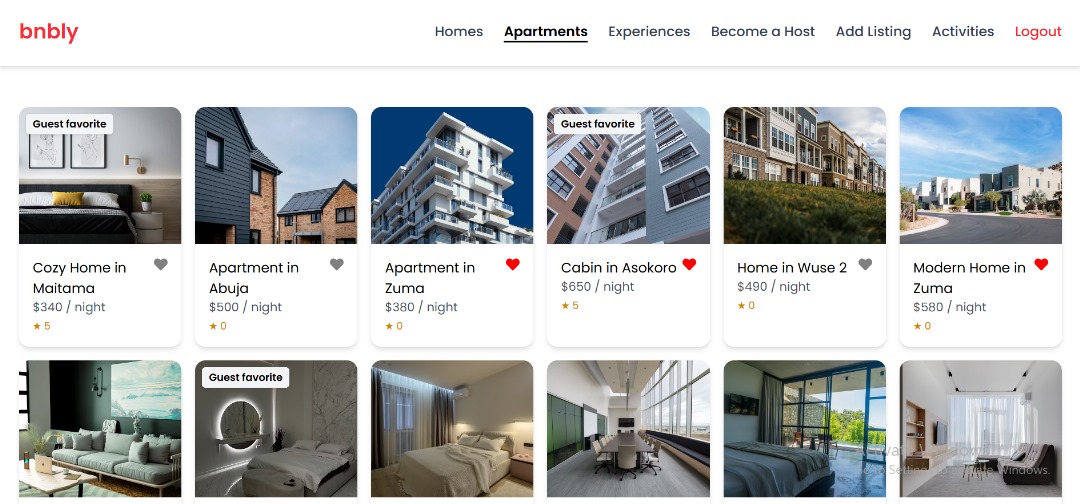 bnbly
Homes Apartments Experiences Become a Host Add Listing Activities Logout
Guest favorite
Cozy Home in
Maitama
$340 / night
★ 5
Apartment in
Abuja
$500 / night
★ 0
Apartment in
Zuma
$380 / night
★ 0
Guest favorite
Cabin in Asokoro
$650 / night
★ 5
Home in Wuse 2
$490 / night
★ 0
Modern Home in
Zuma
$580 / night
★ 0
Guest favorite
Windows.